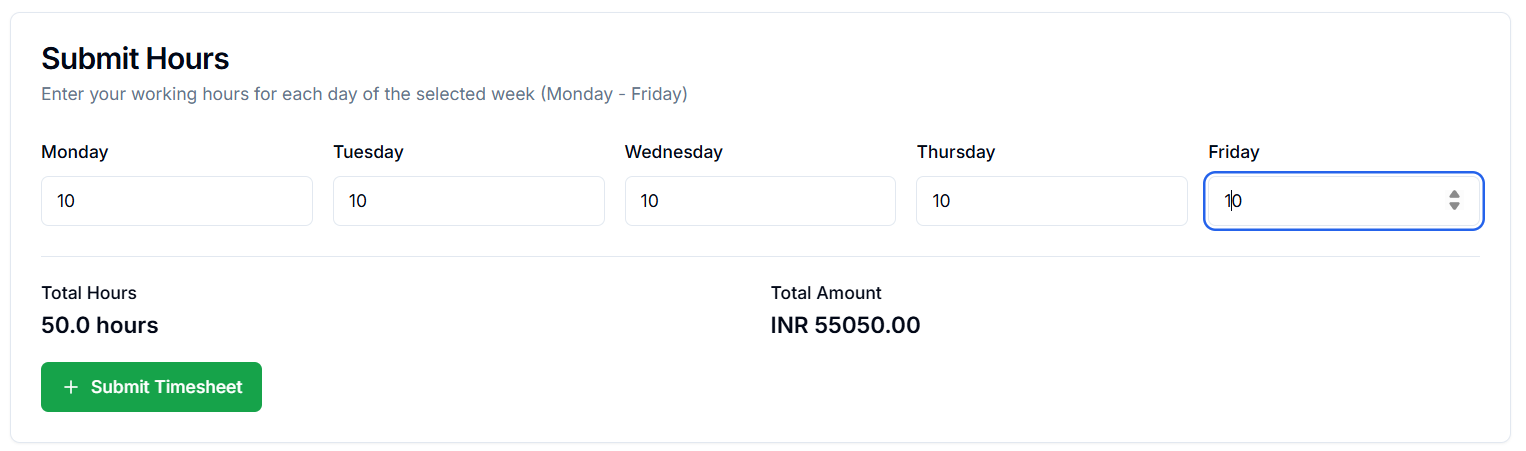 Submit Hours
Enter your working hours for each day of the selected week (Monday - Friday)
Monday Tuesday Wednesday Thursday Friday
10 10 10 10 10
Total Hours Total Amount
50.0 hours INR 55050.00
+ Submit Timesheet